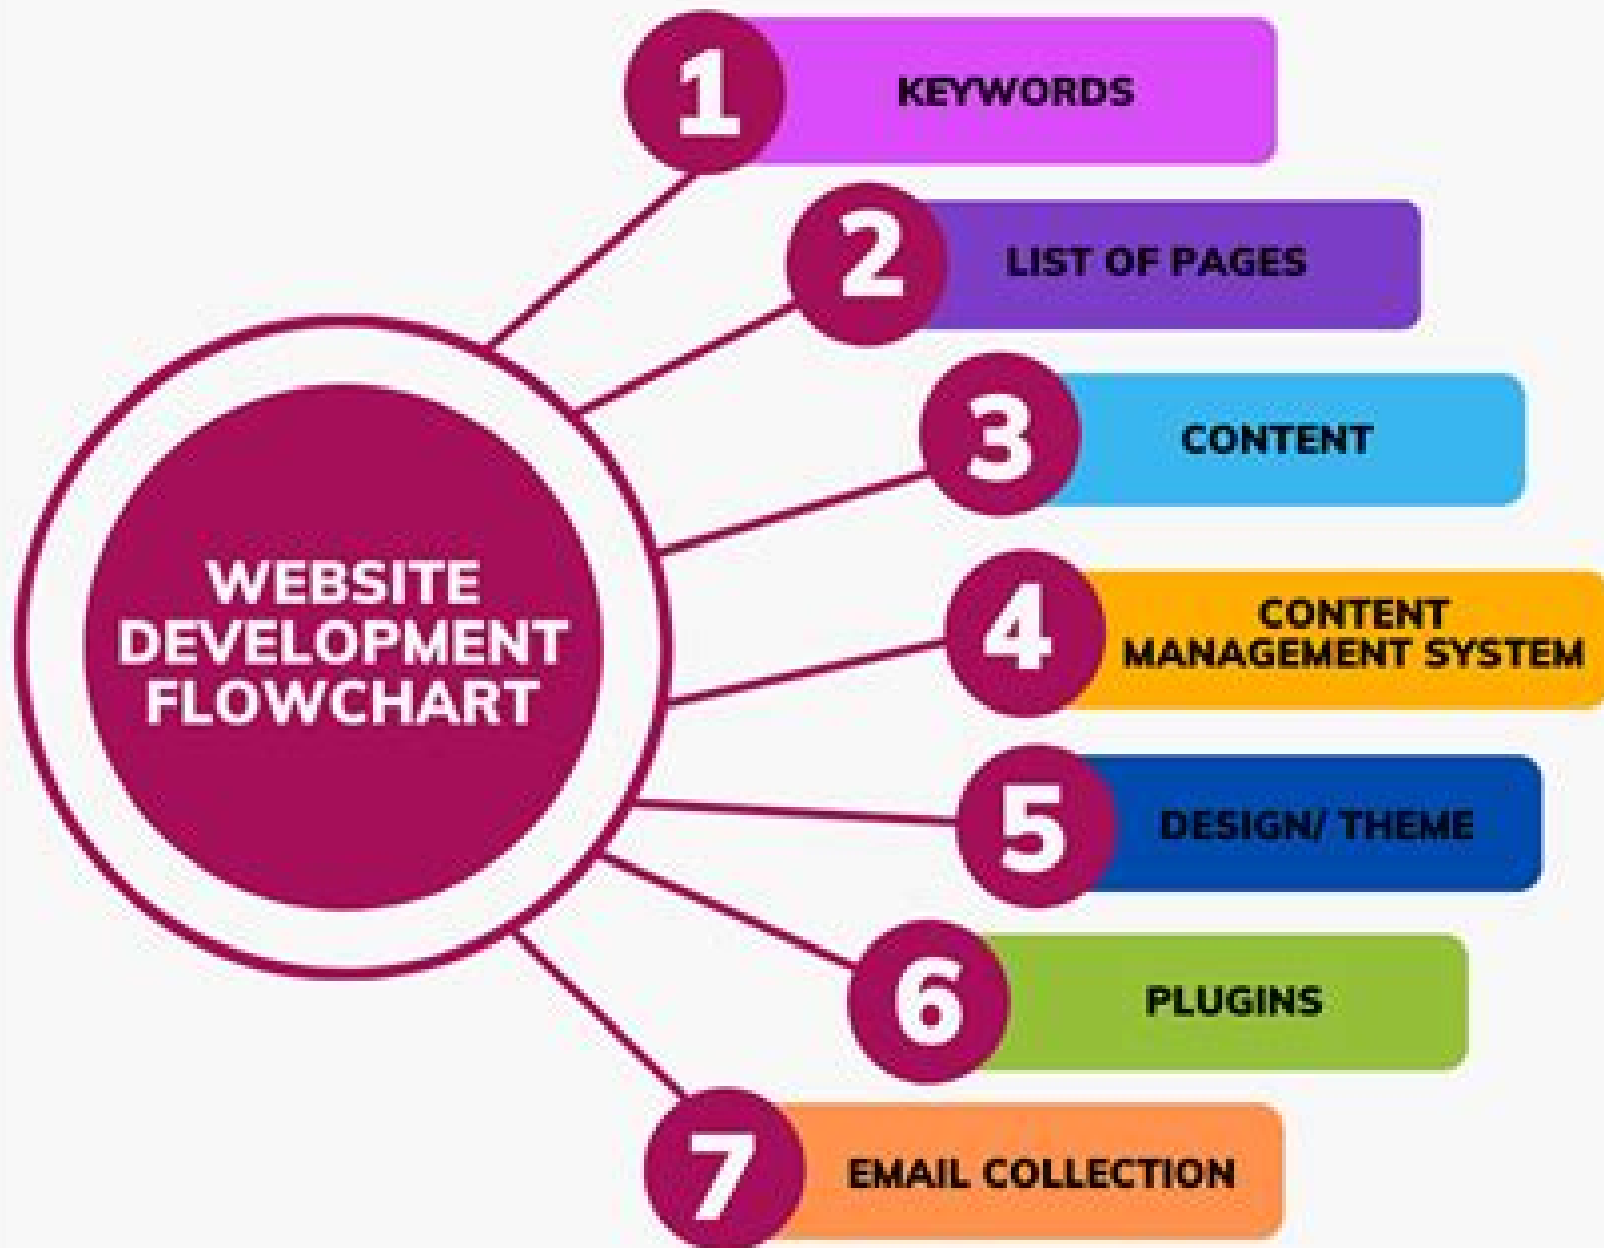 WEBSITE
DEVELOPMENT
FLOWCHART
1
KEYWORDS
2
LIST OF PAGES
3
CONTENT
4
CONTENT
MANAGEMENT SYSTEM
5
DESIGN/ THEME
6
PLUGINS
7
EMAIL COLLECTION